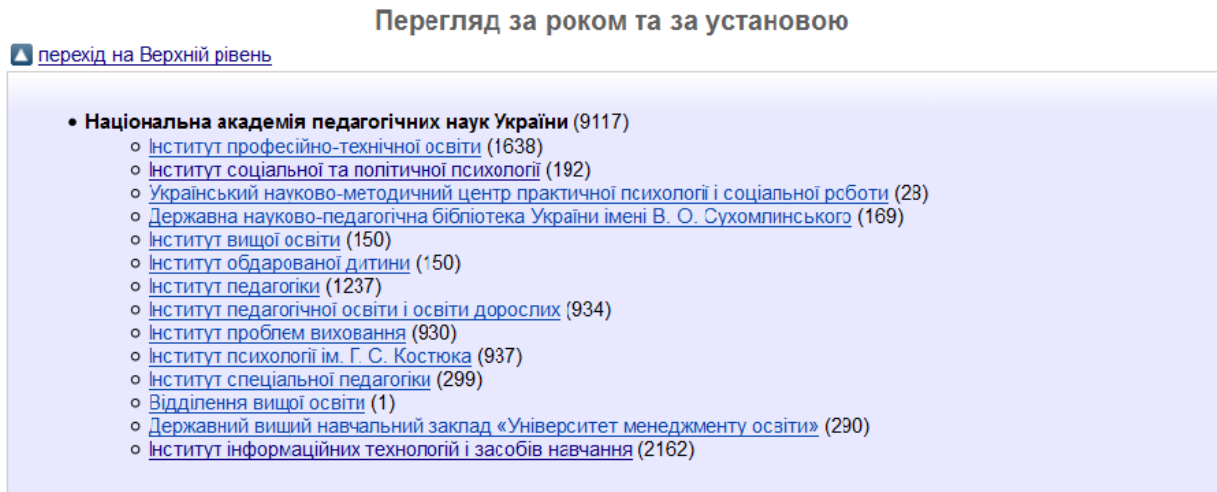 Перегляд за роком та за установою
перехід на Верхній рівень
• Національна академія педагогічних наук України (9117)
Інститут професійно-технічної освіти (1638)
Інститут соціальної та політичної психології (192)
Український науково-методичний центр практичної психології і соціальної роботи (28)
Державна науково-педагогічна бібліотека України імені В. О. Сухомлинського (169)
Інститут вищої освіти (150)
Інститут обдарованої дитини (150)
Інститут педагогіки (1237)
Інститут педагогічної освіти і освіти дорослих (934)
Інститут проблем виховання (930)
Інститут психології ім. Г. С. Костюка (937)
Інститут спеціальної педагогіки (299)
Відділення вищої освіти (1)
Державний виший навчальний заклад «Університет менеджменту освіти» (290)
Інститут інформаційних технологій і засобів навчання (2162)